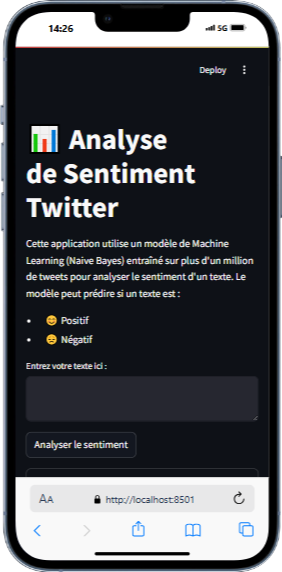 14:26
5G
Deploy
Analyse
de Sentiment
Twitter
Cette application utilise un modèle de Machine
Learning (Naive Bayes) entraîné sur plus d'un million
de tweets pour analyser le sentiment d'un texte. Le
modèle peut prédire si un texte est :
• 😊 Positif
• 😞 Négatif
Entrez votre texte ici :
Analyser le sentiment
AA http://localhost:8501